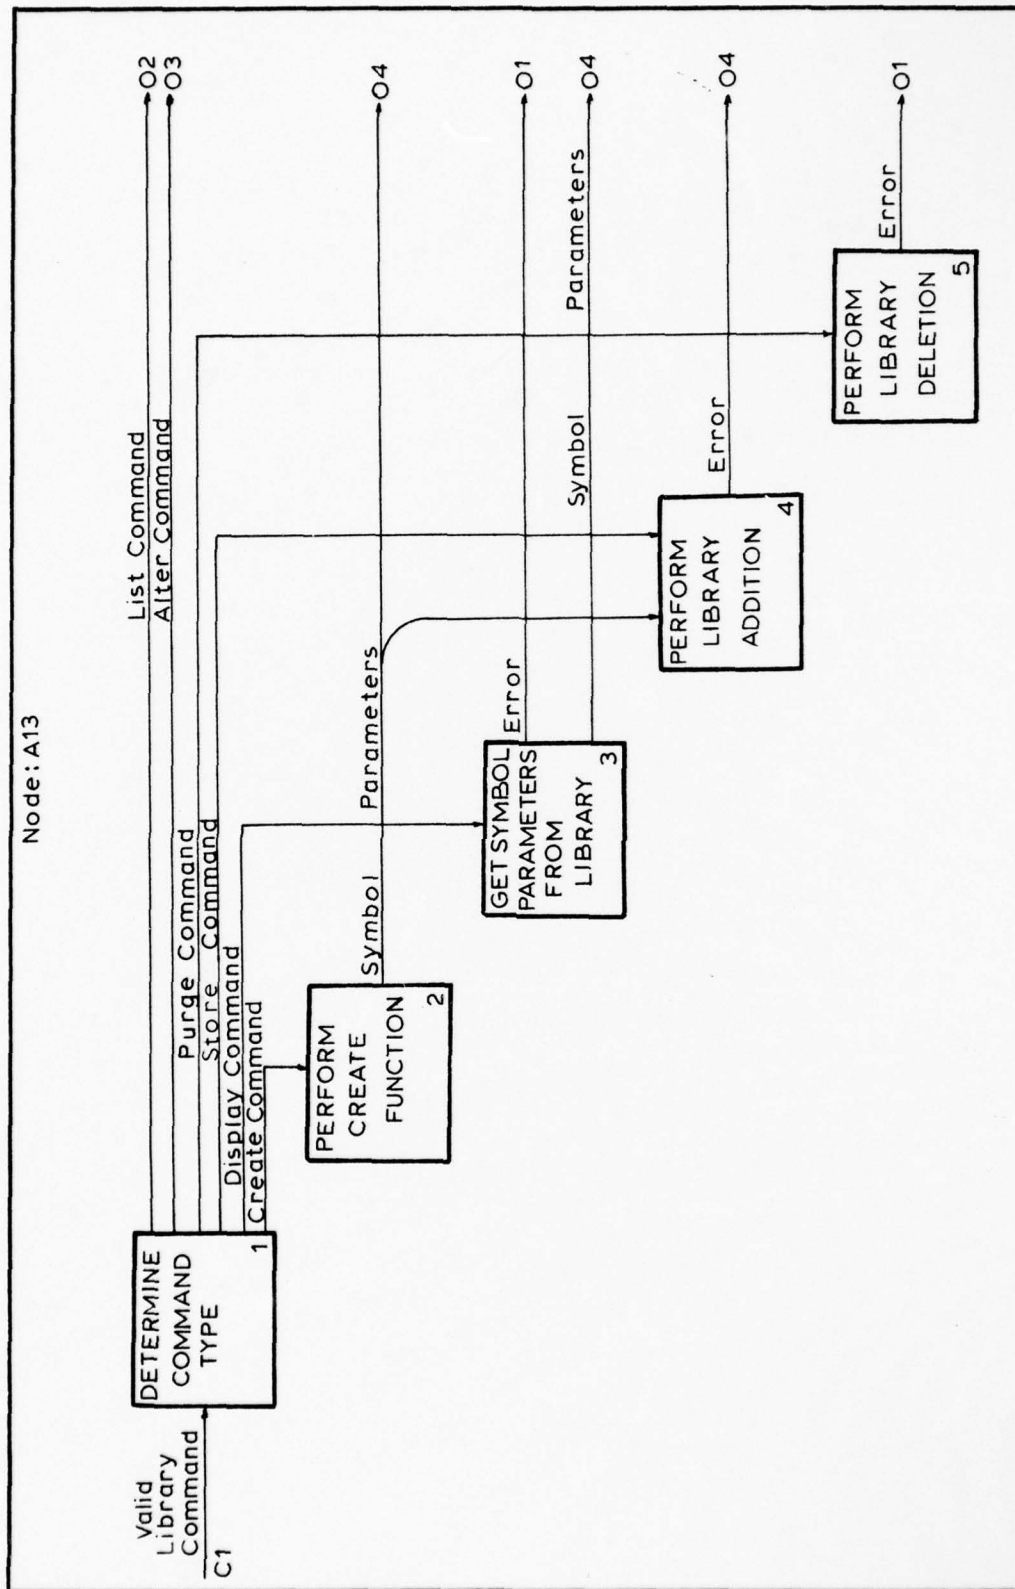 Node: A13
List Command
O2
Alter Command
O3
Purge Command
Store Command
Display Command
Create Command
Valid
Library
Command
C1
DETERMINE
COMMAND
TYPE
1
PERFORM
CREATE
FUNCTION
2
Symbol Parameters
O4
GET SYMBOL
PARAMETERS
FROM
LIBRARY
3
Error
O1
Symbol Parameters
O4
PERFORM
LIBRARY
ADDITION
4
Error
O4
PERFORM
LIBRARY
DELETION
5
Error
O1